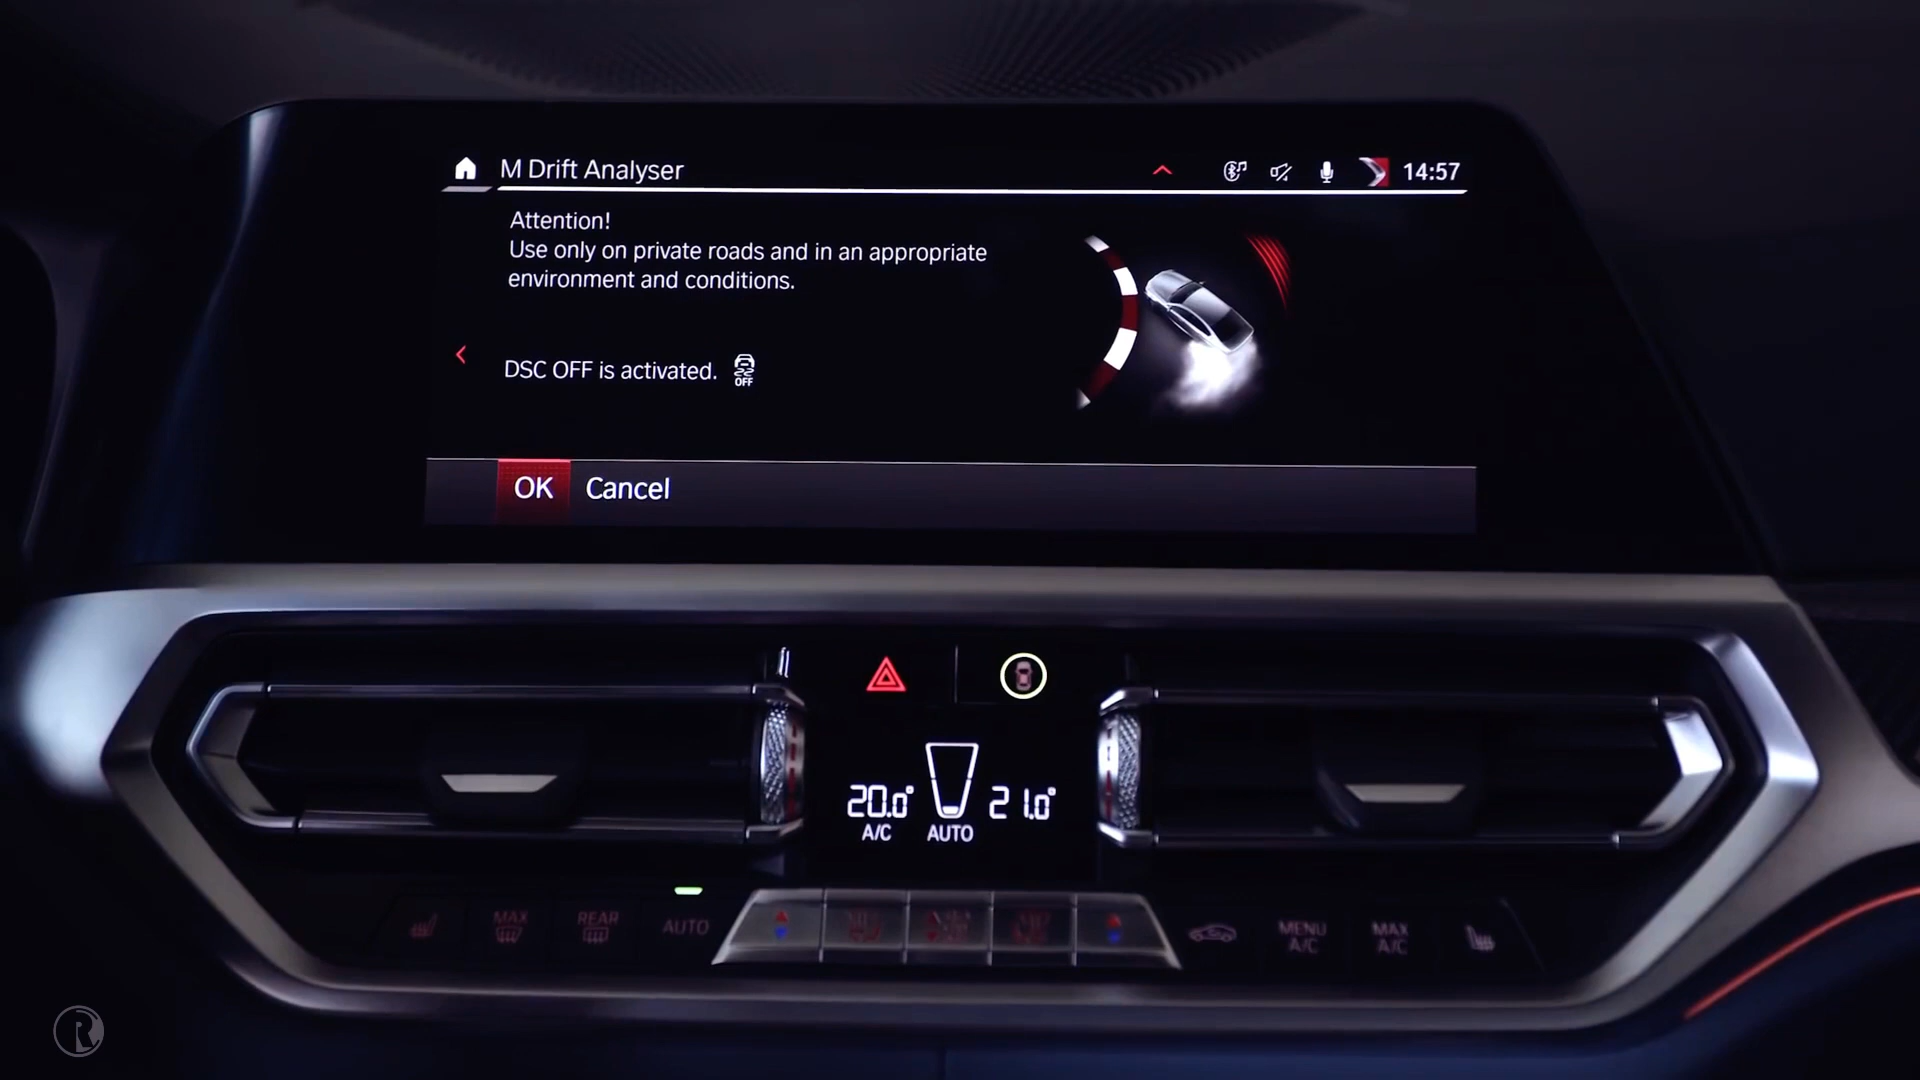 M Drift Analyser
14:57
Attention!
Use only on private roads and in an appropriate
environment and conditions.
DSC OFF is activated.
OFF
OK
Cancel
20.0°
21.0°
A/C
AUTO
MAX
REAR
AUTO
MENU
A/C
MAX
A/C
R